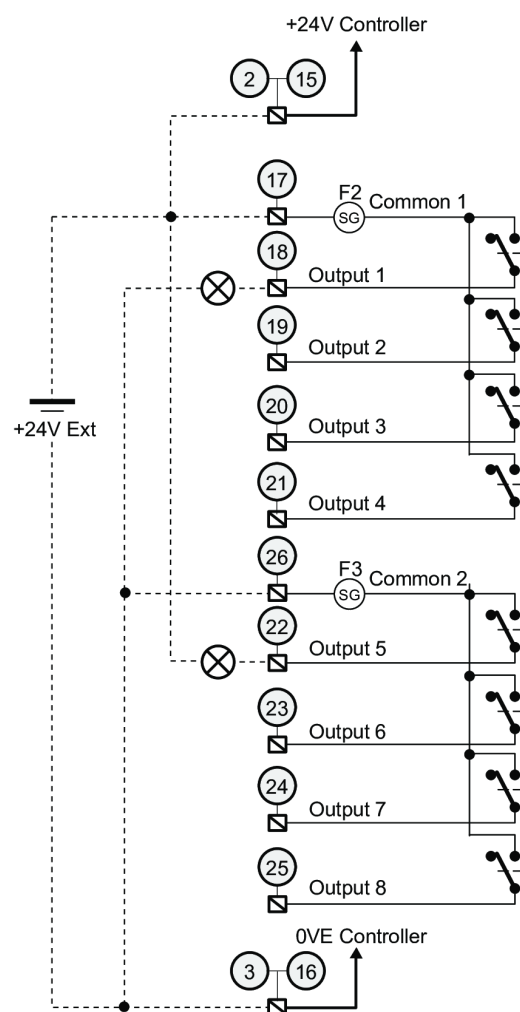 +24V Controller
2 15
17
F2
SG
Common 1
18
Output 1
19
Output 2
20
Output 3
+24V Ext
21
Output 4
26
F3
SG
Common 2
22
Output 5
23
Output 6
24
Output 7
25
Output 8
0VE Controller
3 16